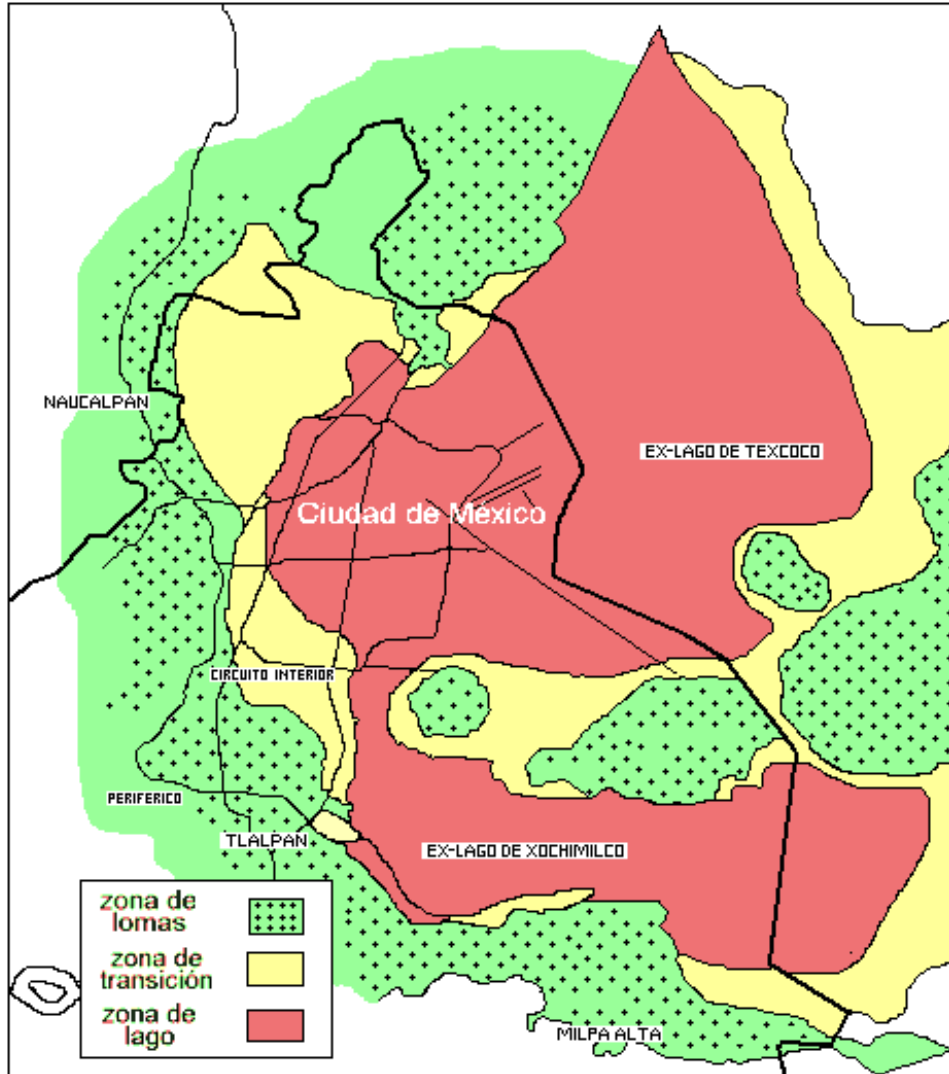 NAUCALPAN
EX-LAGO DE TEXCOCO
Ciudad de México
CIRCUITO INTERIOR
PERIFERICO
TLALPAN
EX-LAGO DE XOCHIMILCO
zona de
lomas
zona de
transición
zona de
lago
MILPA ALTA